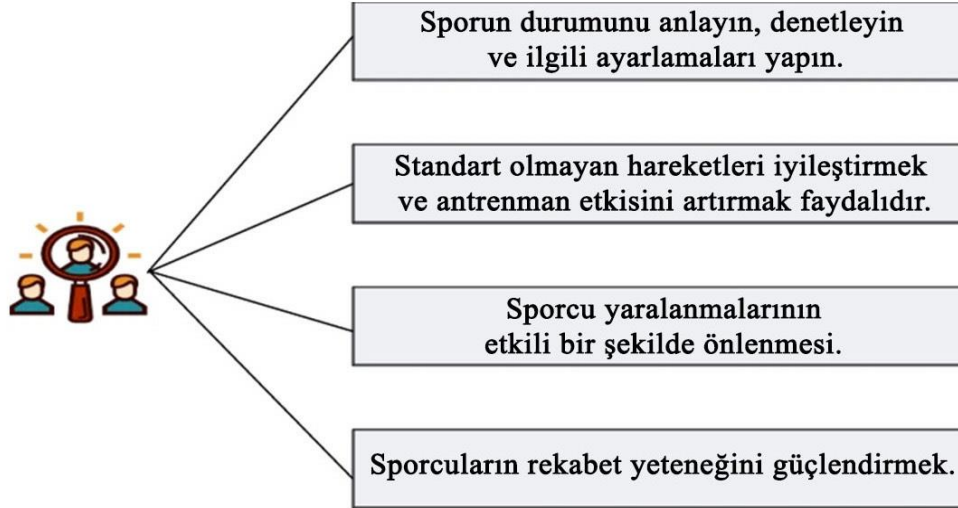 Sporun durumunu anlayın, denetleyin
ve ilgili ayarlamaları yapın.
Standart olmayan hareketleri iyileştirmek
ve antrenman etkisini artırmak faydalıdır.
Sporcu yaralanmalarının
etkili bir şekilde önlenmesi.
Sporcuların rekabet yeteneğini güçlendirmek.